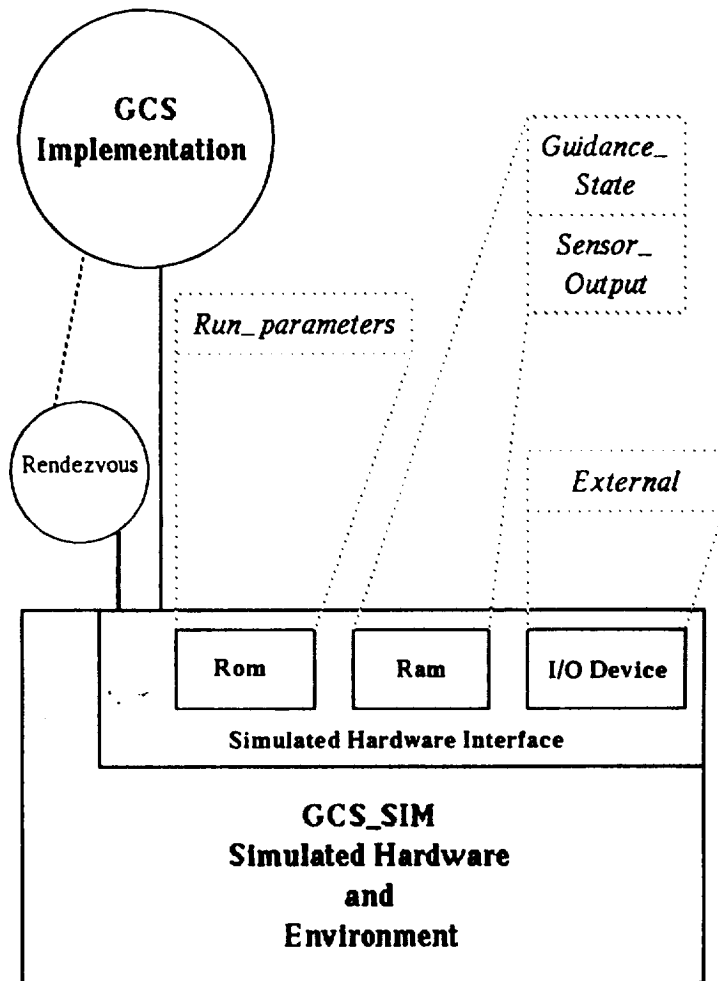 GCS
Implementation
Guidance_
State
Sensor_
Output
Run_parameters
Rendezvous
External
Rom
Ram
I/O Device
Simulated Hardware Interface
GCS_SIM
Simulated Hardware
and
Environment